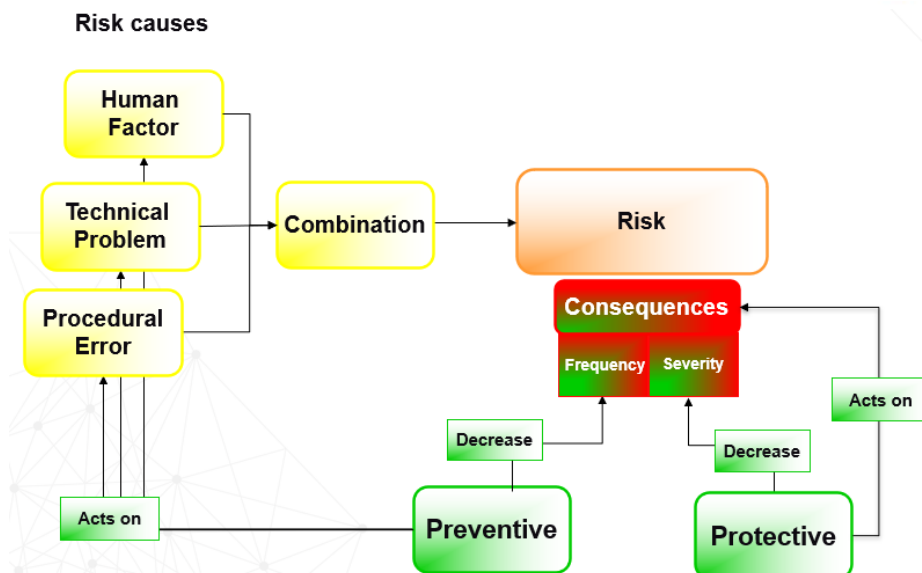 Risk causes
Human
Factor
Technical
Problem
Procedural
Error
Combination
Risk
Consequences
Frequency
Severity
Acts on
Decrease
Decrease
Acts on
Preventive
Protective